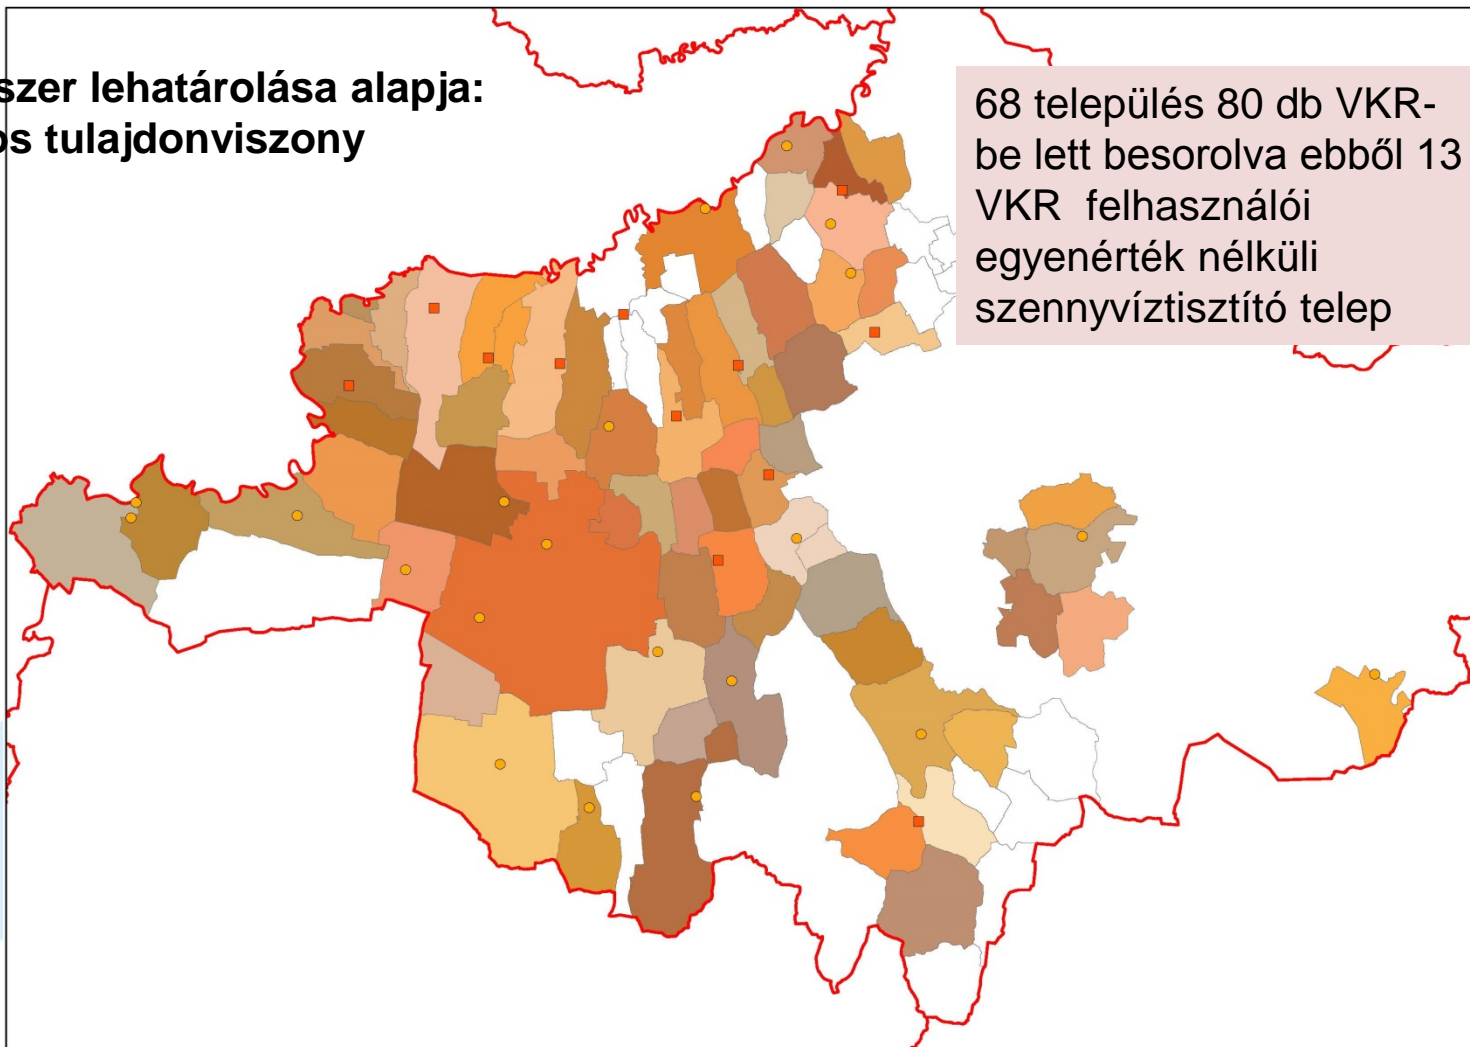 szer lehatárolása alapja:
os tulajdonviszony
68 település 80 db VKR-
be lett besorolva ebből 13
VKR felhasználói
egyenérték nélküli
szennyvíztisztító telep